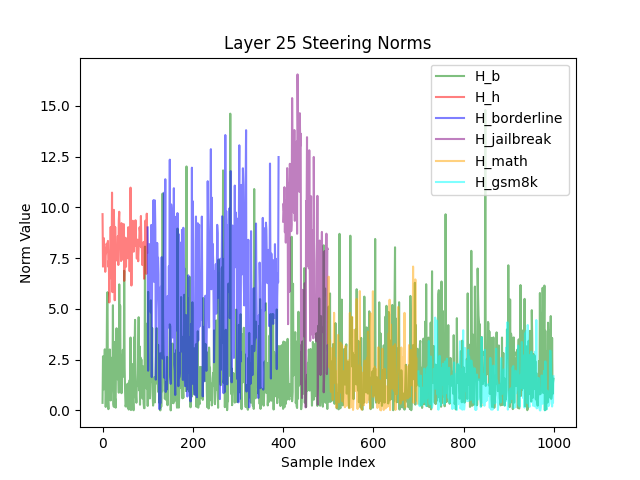 Layer 25 Steering Norms
H_b
H_h
H_borderline
H_jailbreak
H_math
H_gsm8k
Norm Value
15.0
12.5
10.0
7.5
5.0
2.5
0.0
0 200 400 600 800 1000
Sample Index